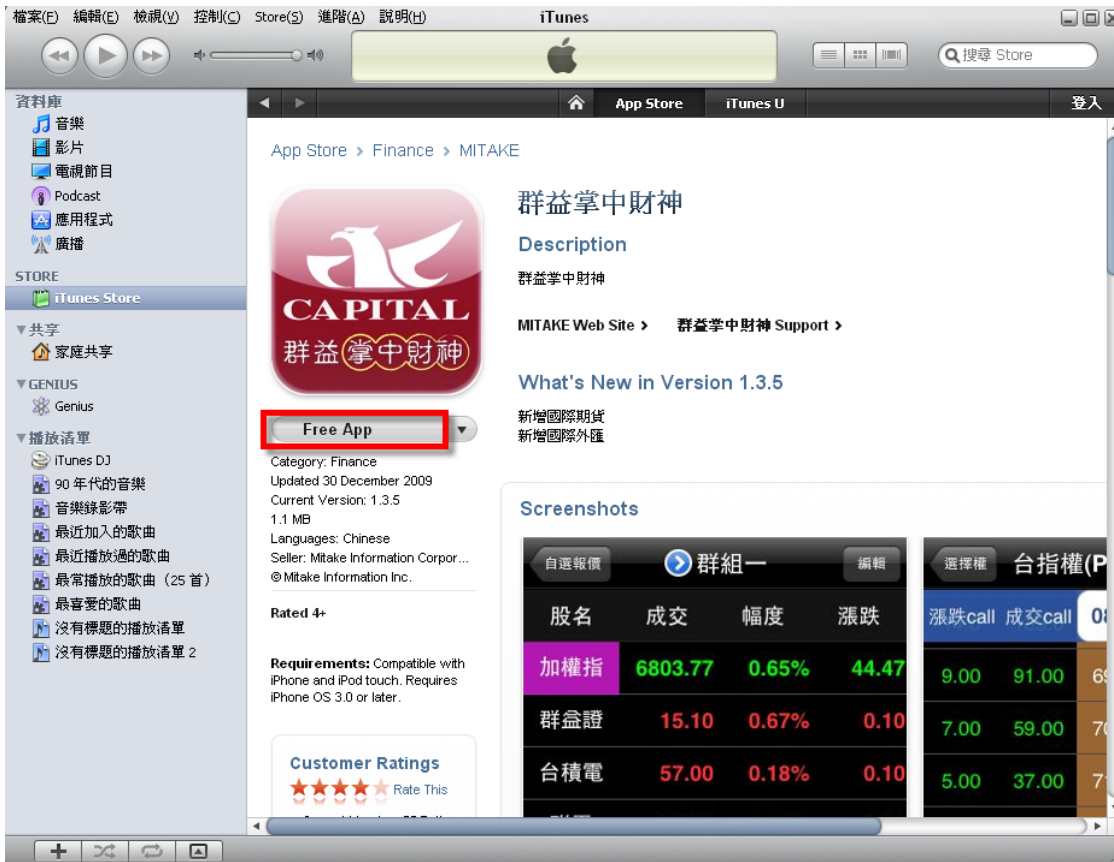 檔案(F) 編輯(E) 檢視(V) 控制(C) Store(S) 進階(A) 說明(H)
iTunes
搜尋 Store
資料庫
音樂
影片
電視節目
Podcast
應用程式
廣播
STORE
iTunes Store
共享
家庭共享
GENIUS
Genius
播放清單
iTunes DJ
90 年代的音樂
音樂錄影帶
最近加入的歌曲
最近播放過的歌曲
最常播放的歌曲（25 首）
最喜愛的歌曲
沒有標題的播放清單
沒有標題的播放清單 2
App Store
iTunes U
登入
App Store > Finance > MITAKE
CAPITAL
群益掌中財神
Free App
Category: Finance
Updated 30 December 2009
Current Version: 1.3.5
1.1 MB
Languages: Chinese
Seller: Mitake Information Corpor...
© Mitake Information Inc.
Rated 4+
Requirements: Compatible with
iPhone and iPod touch. Requires
iPhone OS 3.0 or later.
Customer Ratings
Rate This
群益掌中財神
Description
群益掌中財神
MITAKE Web Site > 群益掌中財神 Support >
What's New in Version 1.3.5
新增國際期貨
新增國際外匯
Screenshots
自選報價 群組一 編輯
股名 成交 幅度 漲跌
加權指 6803.77 0.65% 44.47
群益證 15.10 0.67% 0.10
台積電 57.00 0.18% 0.10
選擇權 台指權(P
漲跌call 成交call 08
9.00 91.00 69
7.00 59.00 70
5.00 37.00 7